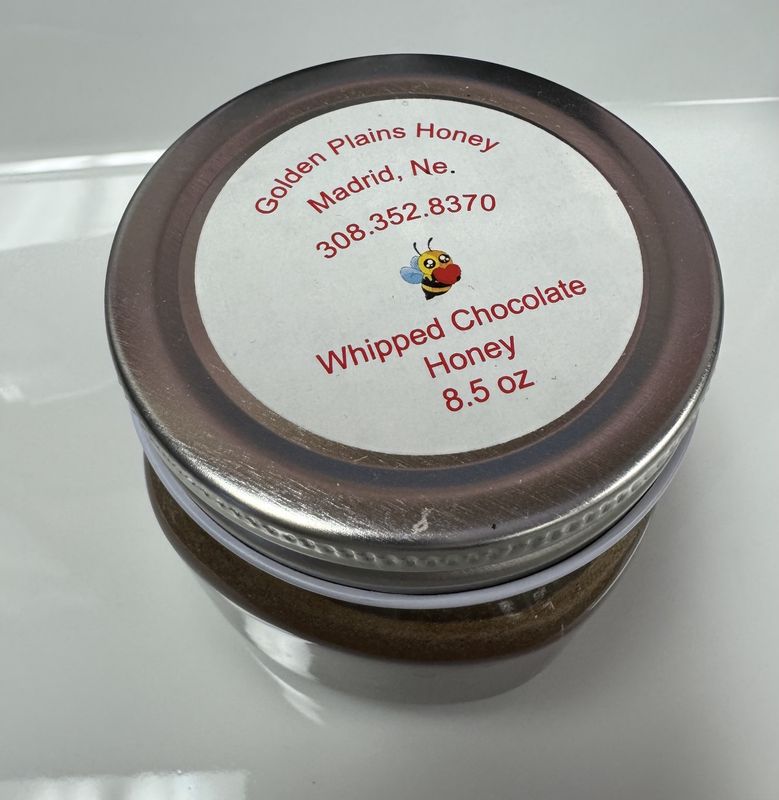 Golden Plains Honey
Madrid, Ne.
308.352.8370
Whipped Chocolate
Honey
8.5 oz